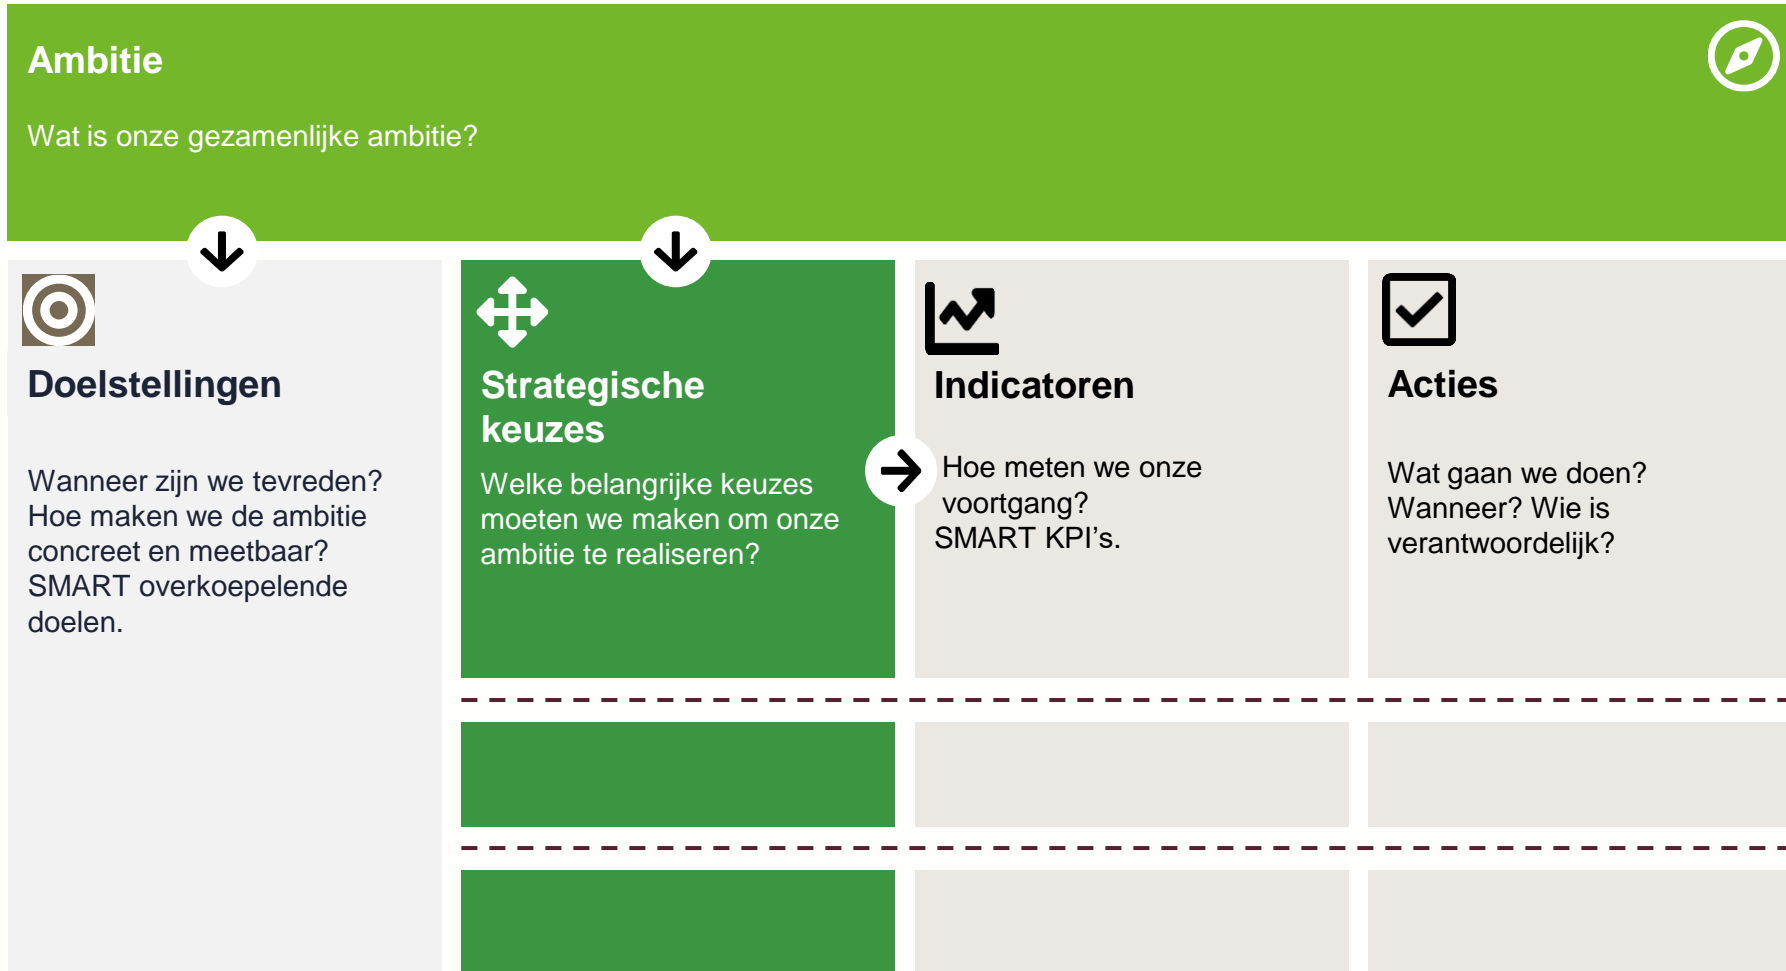 Ambitie
Wat is onze gezamenlijke ambitie?
Doelstellingen
Wanneer zijn we tevreden?
Hoe maken we de ambitie
concreet en meetbaar?
SMART overkoepelende
doelen.
Strategische
keuzes
Welke belangrijke keuzes
moeten we maken om onze
ambitie te realiseren?
Indicatoren
Hoe meten we onze
voortgang?
SMART KPI’s.
Acties
Wat gaan we doen?
Wanneer? Wie is
verantwoordelijk?